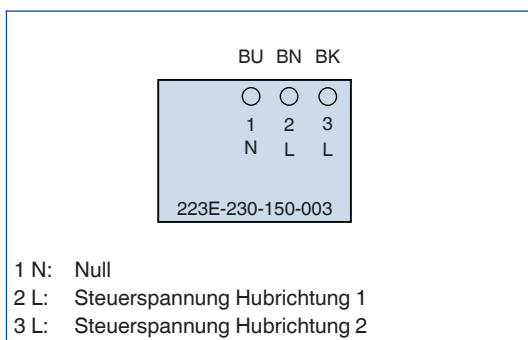 BU BN BK
1 2 3
N L L
223E-230-150-003
1 N: Null
2 L: Steuerspannung Hubrichtung 1
3 L: Steuerspannung Hubrichtung 2